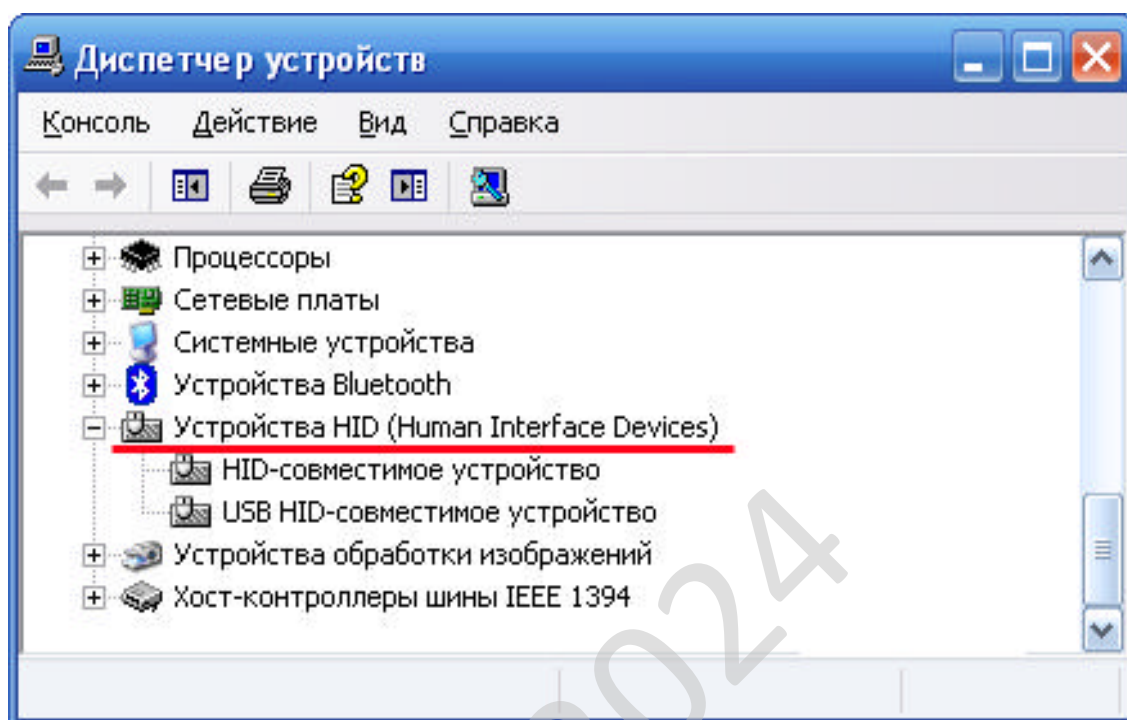 Диспетчер устройств
Консоль Действие Вид Справка
Процессоры
Сетевые платы
Системные устройства
Устройства Bluetooth
Устройства HID (Human Interface Devices)
HID-совместимое устройство
USB HID-совместимое устройство
Устройства обработки изображений
Хост-контроллеры шины IEEE 1394